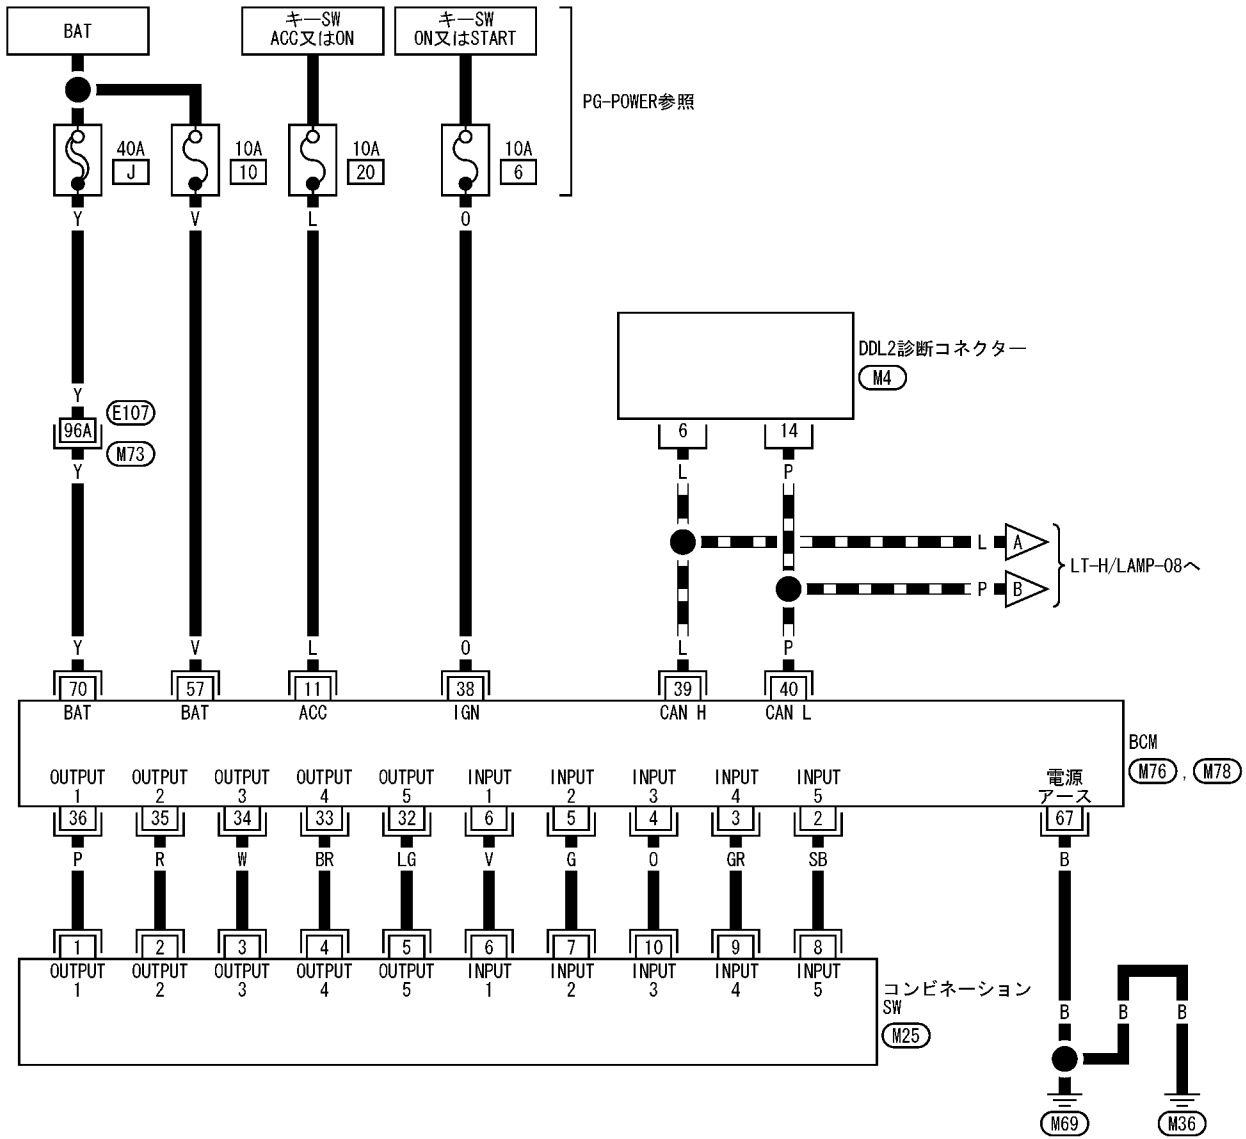 BAT
キーSW
ACC又はON
キーSW
ON又はSTART
PG-POWER参照
40A
J
10A
10
10A
20
10A
6
Y
V
L
O
DDL2診断コネクター
M4
Y
96A
E107
M73
Y
6
14
L
P
L
A
P
B
LT-H/LAMP-08へ
Y
V
L
O
L
P
70
57
11
38
39
40
BAT
BAT
ACC
IGN
CAN H
CAN L
BCM
M76 , M78
OUTPUT
1
OUTPUT
2
OUTPUT
3
OUTPUT
4
OUTPUT
5
INPUT
1
INPUT
2
INPUT
3
INPUT
4
INPUT
5
電源
アース
36
35
34
33
32
6
5
4
3
2
67
P
R
W
BR
LG
V
G
O
GR
SB
B
1
2
3
4
5
6
7
10
9
8
OUTPUT
1
OUTPUT
2
OUTPUT
3
OUTPUT
4
OUTPUT
5
INPUT
1
INPUT
2
INPUT
3
INPUT
4
INPUT
5
コンビネーション
SW
M25
B
B
B
M69
M36